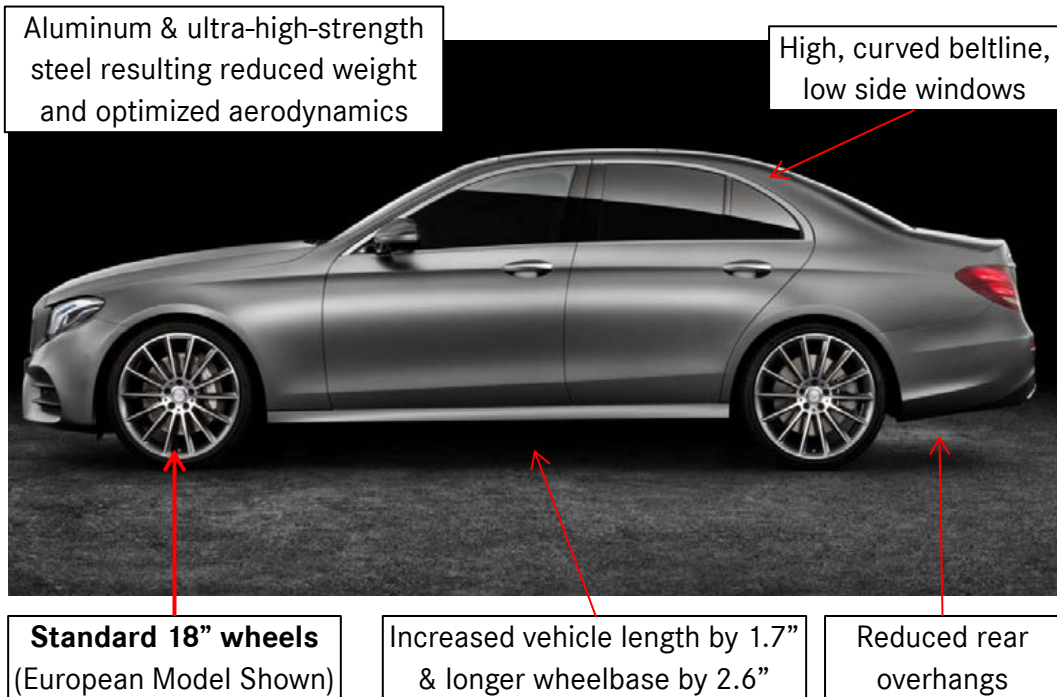 Aluminum & ultra-high-strength
steel resulting reduced weight
and optimized aerodynamics
High, curved beltline,
low side windows
Standard 18” wheels
(European Model Shown)
Increased vehicle length by 1.7”
& longer wheelbase by 2.6”
Reduced rear
overhangs